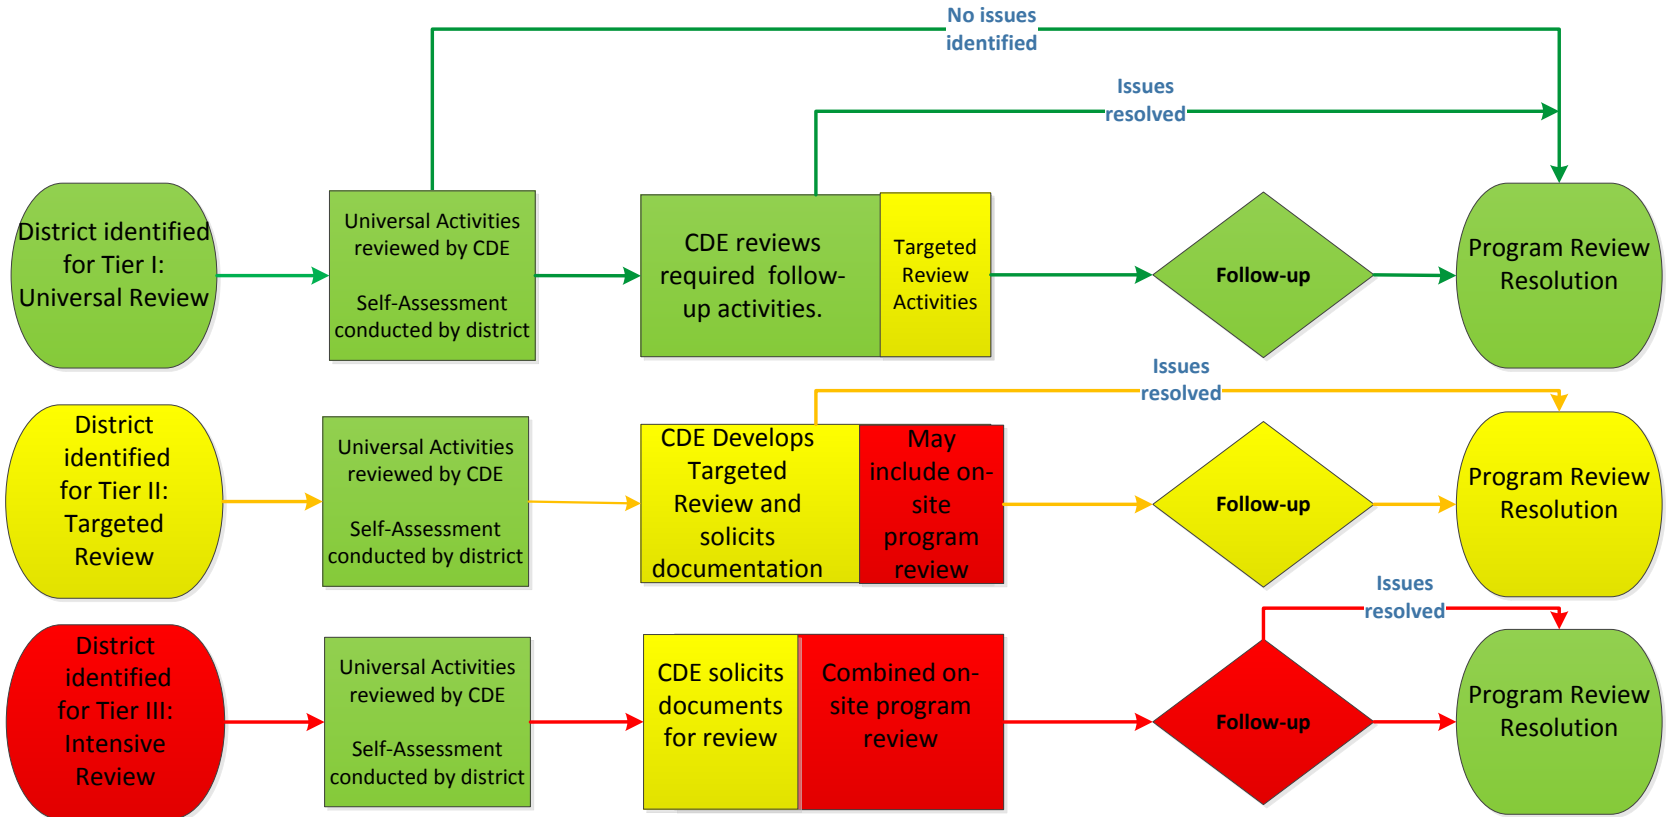 No issues
identified
Issues
resolved
District identified
for Tier I:
Universal Review
Universal Activities
reviewed by CDE
Self-Assessment
conducted by district
CDE reviews
required follow-
up activities.
Targeted
Review
Activities
Follow-up
Program Review
Resolution
Issues
resolved
District
identified
for Tier II:
Targeted
Review
Universal Activities
reviewed by CDE
Self-Assessment
conducted by district
CDE Develops
Targeted
Review and
solicits
documentation
May
include on-
site
program
review
Follow-up
Program Review
Resolution
Issues
resolved
District
identified
for Tier III:
Intensive
Review
Universal Activities
reviewed by CDE
Self-Assessment
conducted by district
CDE solicits
documents
for review
Combined on-
site program
review
Follow-up
Program Review
Resolution